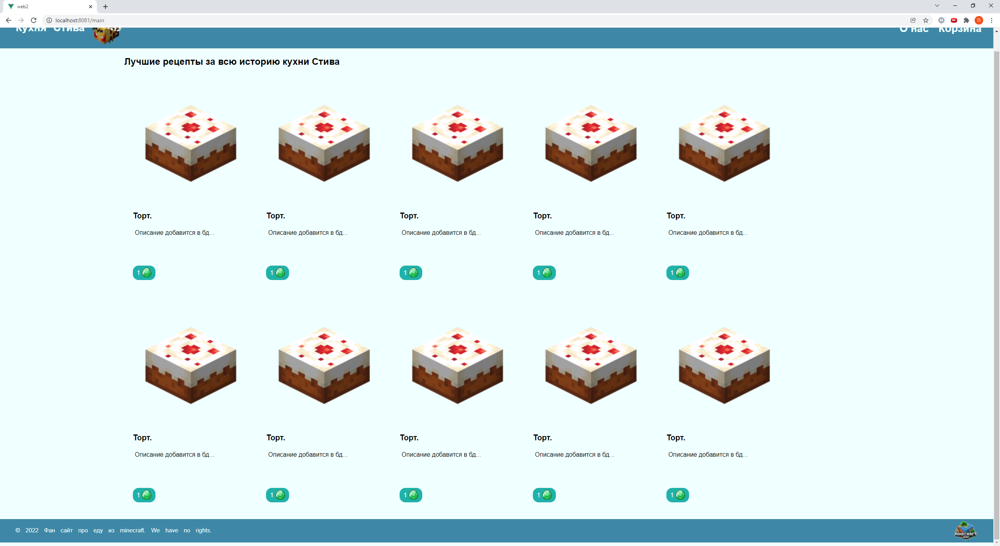 web2
localhost:8081/main
M
П
Кухня Стива
О нас Корзина
Лучшие рецепты за всю историю кухни Стива
Торт. Торт. Торт. Торт. Торт.
Описание добавится в бд... Описание добавится в бд... Описание добавится в бд... Описание добавится в бд... Описание добавится в бд...
1 1 1 1 1
Торт. Торт. Торт. Торт. Торт.
Описание добавится в бд... Описание добавится в бд... Описание добавится в бд... Описание добавится в бд... Описание добавится в бд...
1 1 1 1 1
© 2022 Фан сайт про еду из minecraft. We have no rights.
MINECRAFT
WIKI